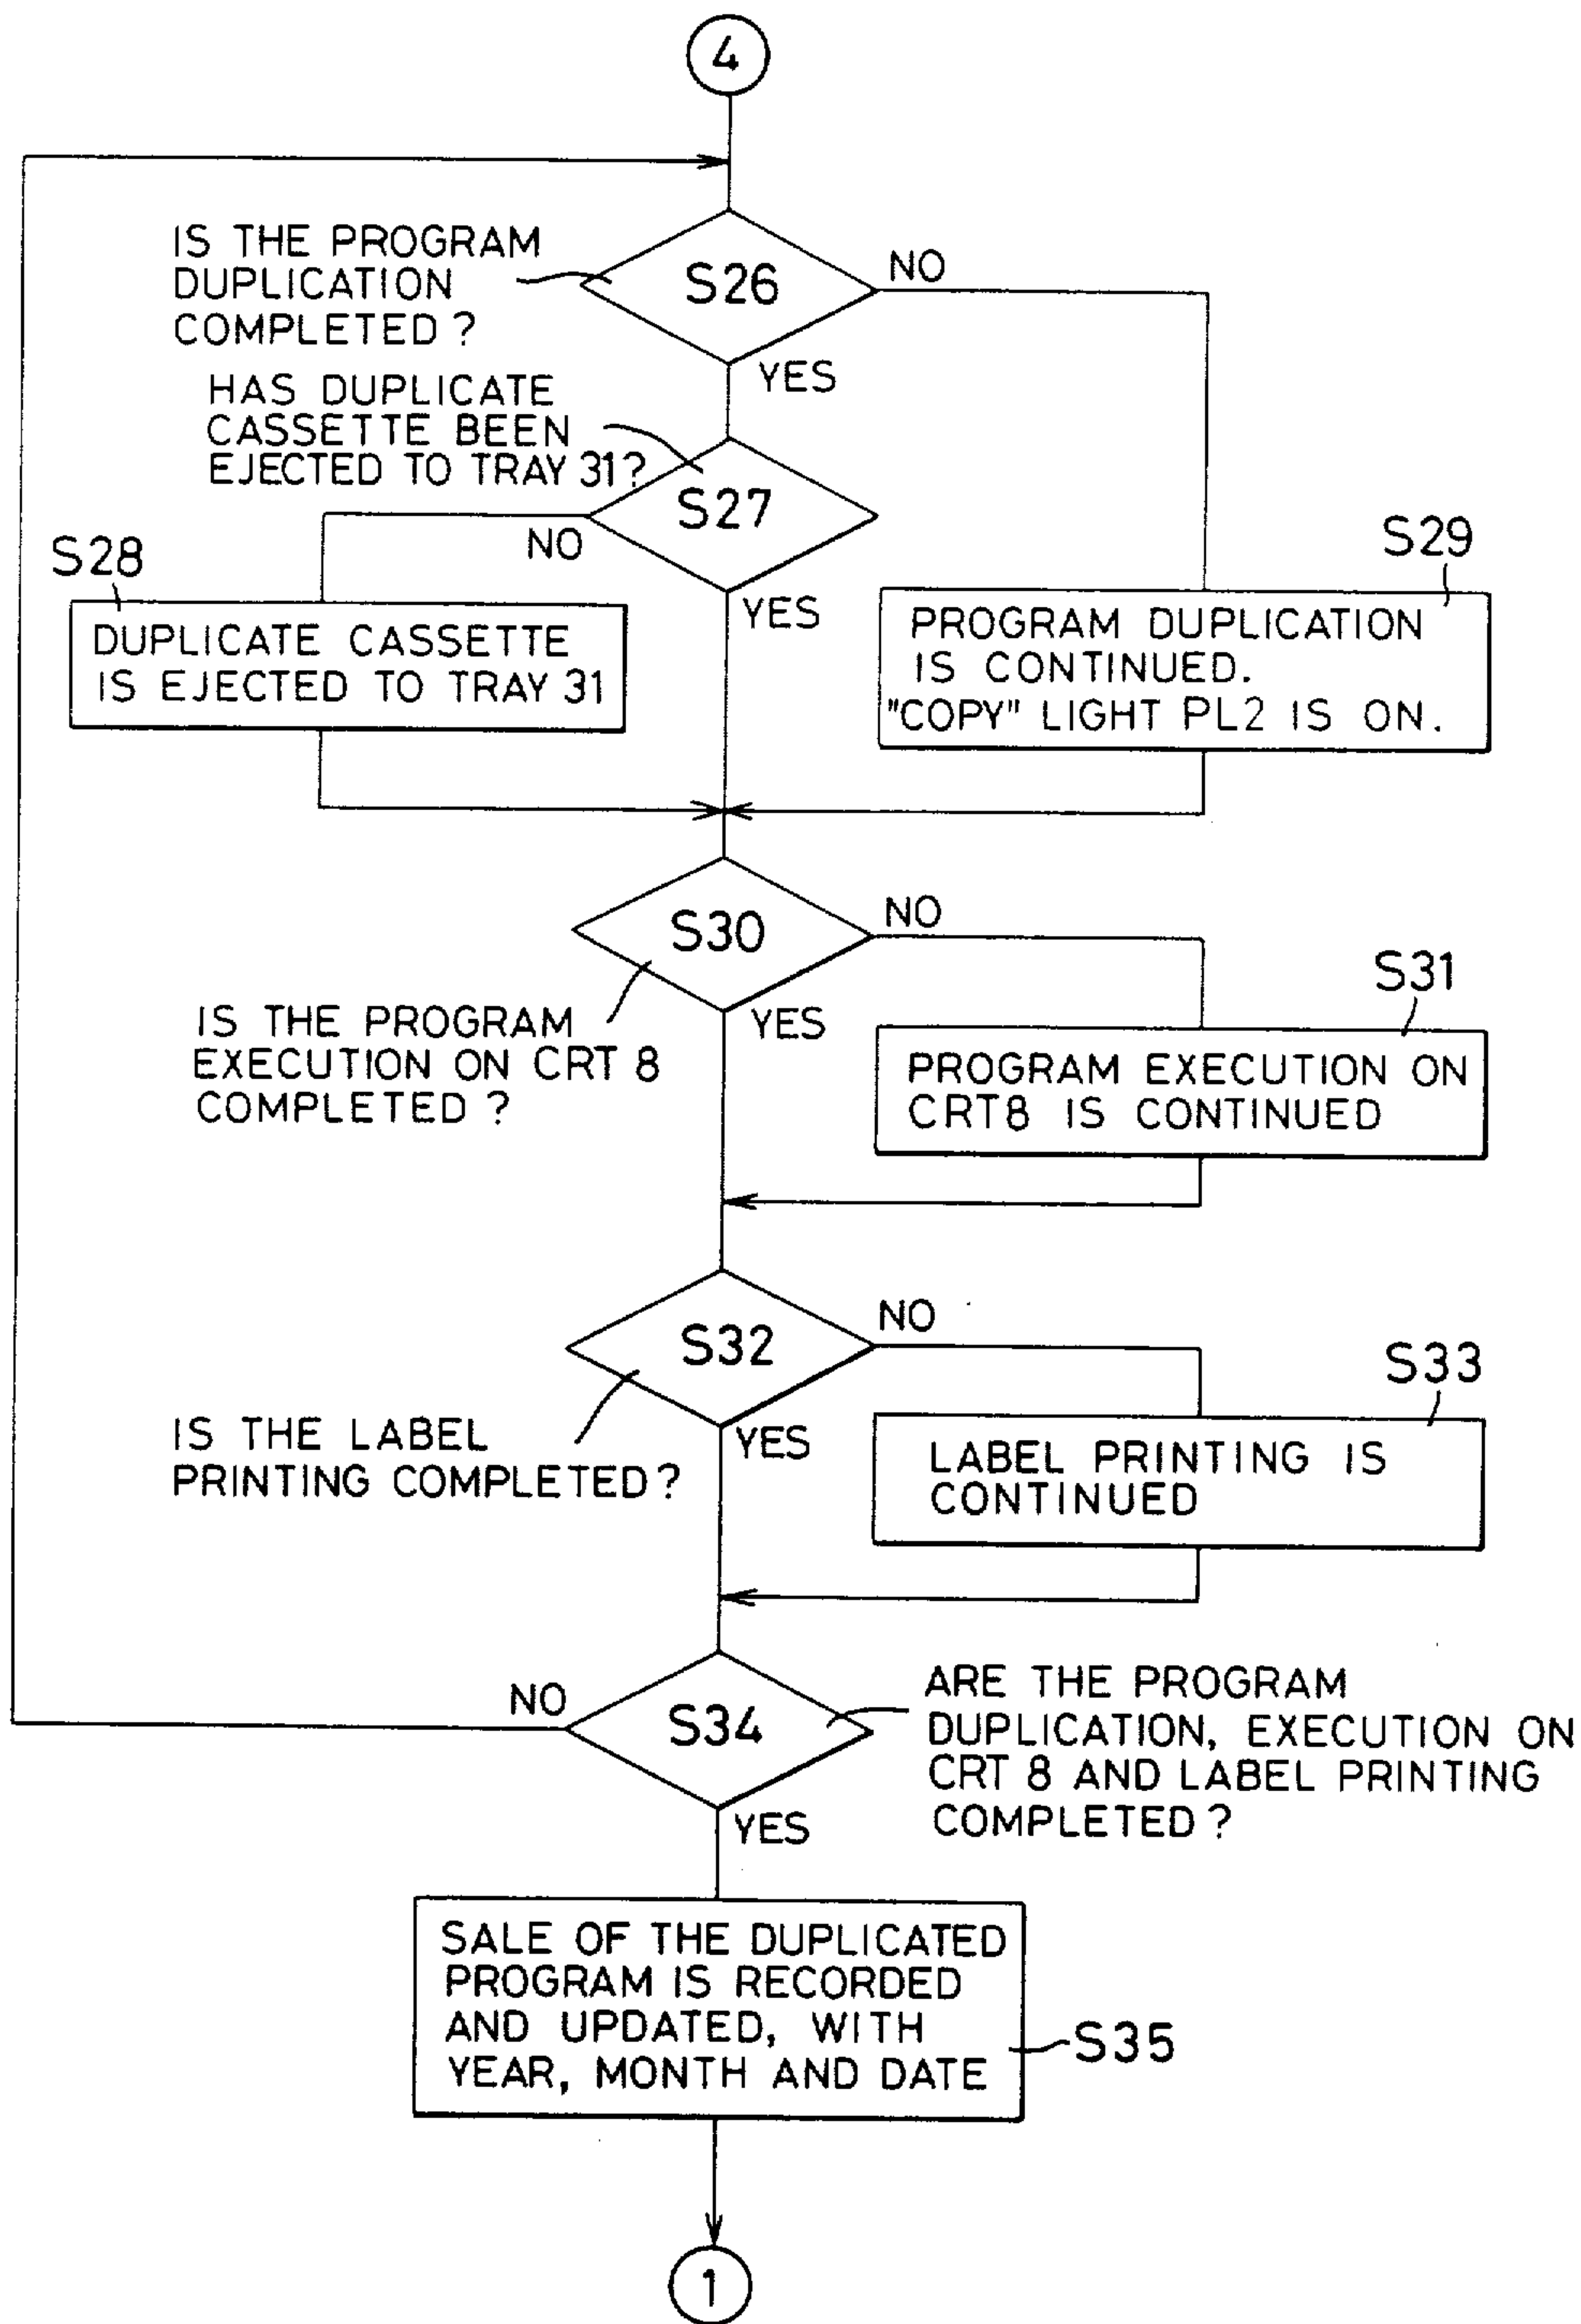 4
IS THE PROGRAM
DUPLICATION
COMPLETED ?
S26
NO
YES
HAS DUPLICATE
CASSETTE BEEN
EJECTED TO TRAY 31?
S27
NO
YES
S28
DUPLICATE CASSETTE
IS EJECTED TO TRAY 31
S29
PROGRAM DUPLICATION
IS CONTINUED.
"COPY" LIGHT PL2 IS ON.
S30
NO
YES
IS THE PROGRAM
EXECUTION ON CRT 8
COMPLETED ?
S31
PROGRAM EXECUTION ON
CRT8 IS CONTINUED
S32
NO
YES
IS THE LABEL
PRINTING COMPLETED ?
S33
LABEL PRINTING IS
CONTINUED
NO
S34
YES
ARE THE PROGRAM
DUPLICATION, EXECUTION ON
CRT 8 AND LABEL PRINTING
COMPLETED ?
SALE OF THE DUPLICATED
PROGRAM IS RECORDED
AND UPDATED, WITH
YEAR, MONTH AND DATE
S35
1